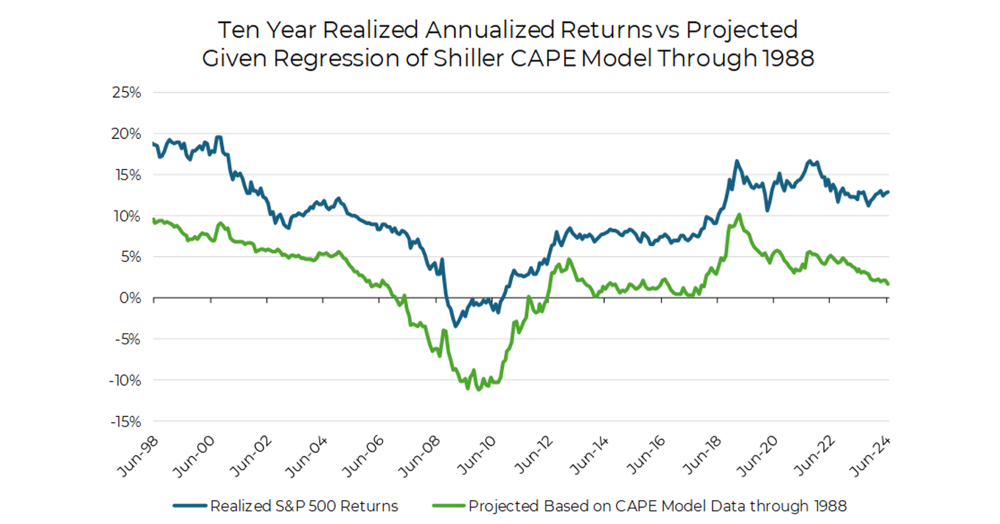 Ten Year Realized Annualized Returns vs Projected
Given Regression of Shiller CAPE Model Through 1988
25%
20%
15%
10%
5%
0%
-5%
-10%
-15%
Jun-98
Jun-00
Jun-02
Jun-04
Jun-06
Jun-08
Jun-10
Jun-12
Jun-14
Jun-16
Jun-18
Jun-20
Jun-22
Jun-24
Realized S&P 500 Returns
Projected Based on CAPE Model Data through 1988